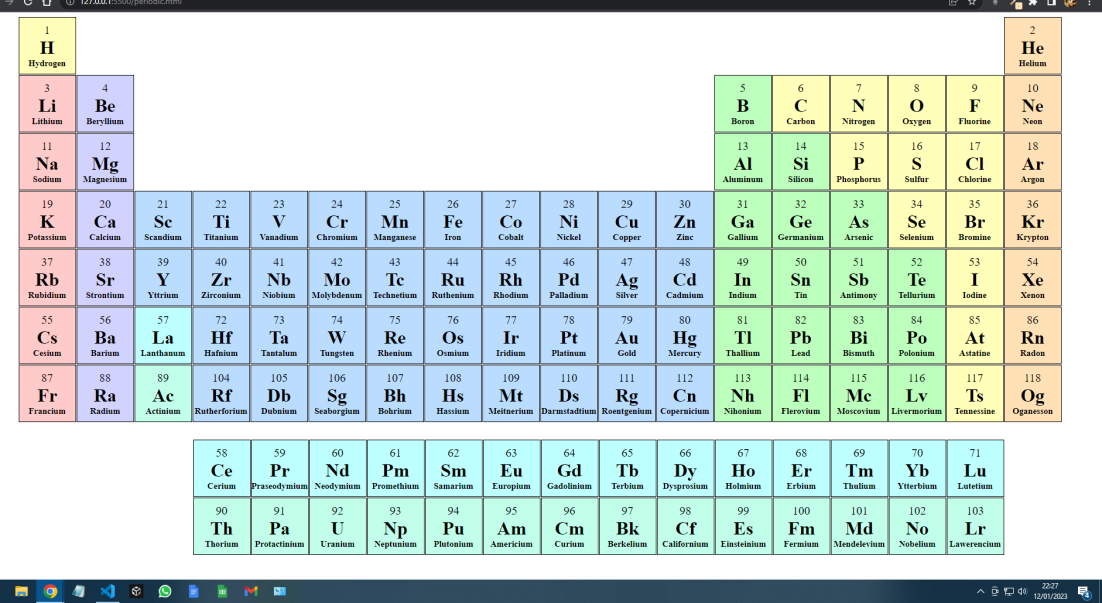 127.0.0.1:5500/periodic.html
1 2
H He
Hydrogen Helium
3 4 5 6 7 8 9 10
Li Be B C N O F Ne
Lithium Beryllium Boron Carbon Nitrogen Oxygen Fluorine Neon
11 12 13 14 15 16 17 18
Na Mg Al Si P S Cl Ar
Sodium Magnesium Aluminum Silicon Phosphorus Sulfur Chlorine Argon
19 20 21 22 23 24 25 26 27 28 29 30 31 32 33 34 35 36
K Ca Sc Ti V Cr Mn Fe Co Ni Cu Zn Ga Ge As Se Br Kr
Potassium Calcium Scandium Titanium Vanadium Chromium Manganese Iron Cobalt Nickel Copper Zinc Gallium Germanium Arsenic Selenium Bromine Krypton
37 38 39 40 41 42 43 44 45 46 47 48 49 50 51 52 53 54
Rb Sr Y Zr Nb Mo Tc Ru Rh Pd Ag Cd In Sn Sb Te I Xe
Rubidium Strontium Yttrium Zirconium Niobium Molybdenum Technetium Ruthenium Rhodium Palladium Silver Cadmium Indium Tin Antimony Tellurium Iodine Xenon
55 56 57 72 73 74 75 76 77 78 79 80 81 82 83 84 85 86
Cs Ba La Hf Ta W Re Os Ir Pt Au Hg Tl Pb Bi Po At Rn
Cesium Barium Lanthanum Hafnium Tantalum Tungsten Rhenium Osmium Iridium Platinum Gold Mercury Thallium Lead Bismuth Polonium Astatine Radon
87 88 89 104 105 106 107 108 109 110 111 112 113 114 115 116 117 118
Fr Ra Ac Rf Db Sg Bh Hs Mt Ds Rg Cn Nh Fl Mc Lv Ts Og
Francium Radium Actinium Rutherforium Dubnium Seaborgium Bohrium Hassium Meitnerium Darmstadtium Roentgenium Copernicium Nihonium Flerovium Moscovium Livermorium Tennessine Oganesson
58 59 60 61 62 63 64 65 66 67 68 69 70 71
Ce Pr Nd Pm Sm Eu Gd Tb Dy Ho Er Tm Yb Lu
Cerium Praseodymium Neodymium Promethium Samarium Europium Gadolinium Terbium Dysprosium Holmium Erbium Thulium Ytterbium Lutetium
90 91 92 93 94 95 96 97 98 99 100 101 102 103
Th Pa U Np Pu Am Cm Bk Cf Es Fm Md No Lr
Thorium Protactinium Uranium Neptunium Plutonium Americium Curium Berkelium Californium Einsteinium Fermium Mendelevium Nobelium Lawerencium
22:27
12/01/2023
4